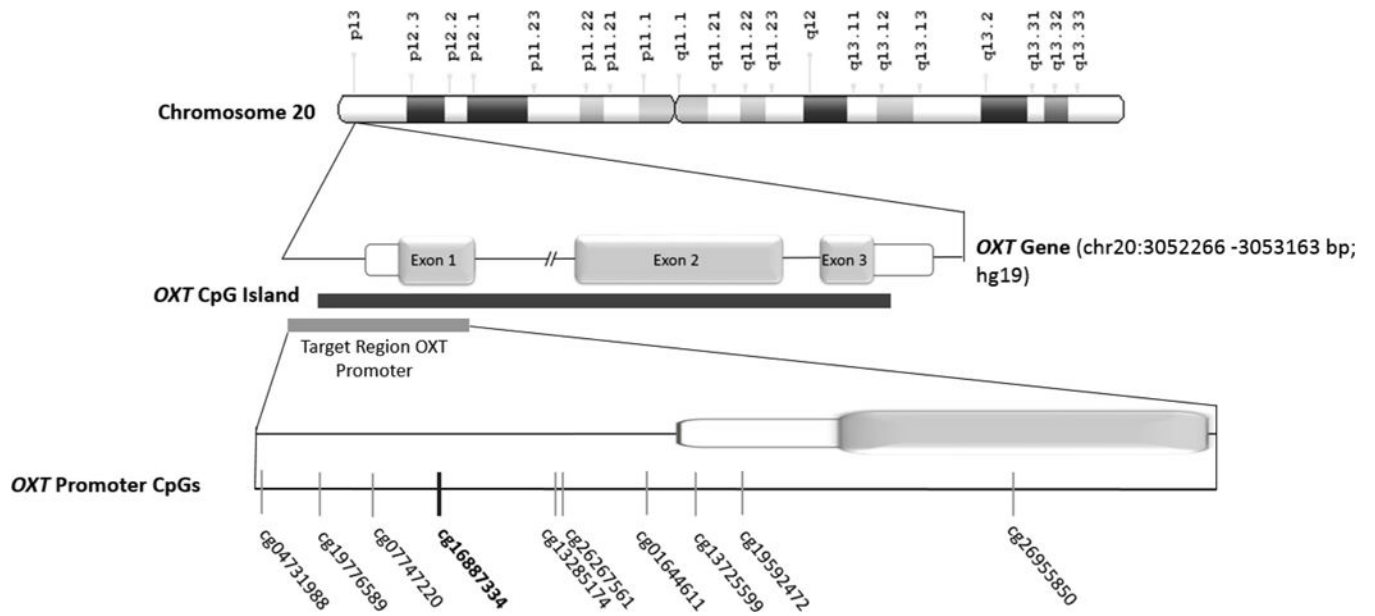 p13
p12.3
p12.2
p12.1
p11.23
p11.22
p11.21
p11.1
q11.1
q11.21
q11.22
q11.23
q12
q13.11
q13.12
q13.13
q13.2
q13.31
q13.32
q13.33
Chromosome 20
Exon 1
Exon 2
Exon 3
OXT Gene (chr20:3052266 -3053163 bp;
hg19)
OXT CpG Island
Target Region OXT
Promoter
OXT Promoter CpGs
cg04731988
cg19776589
cg07747220
cg16887334
cg13285174
cg26267561
cg01644611
cg13725599
cg19592472
cg26955850